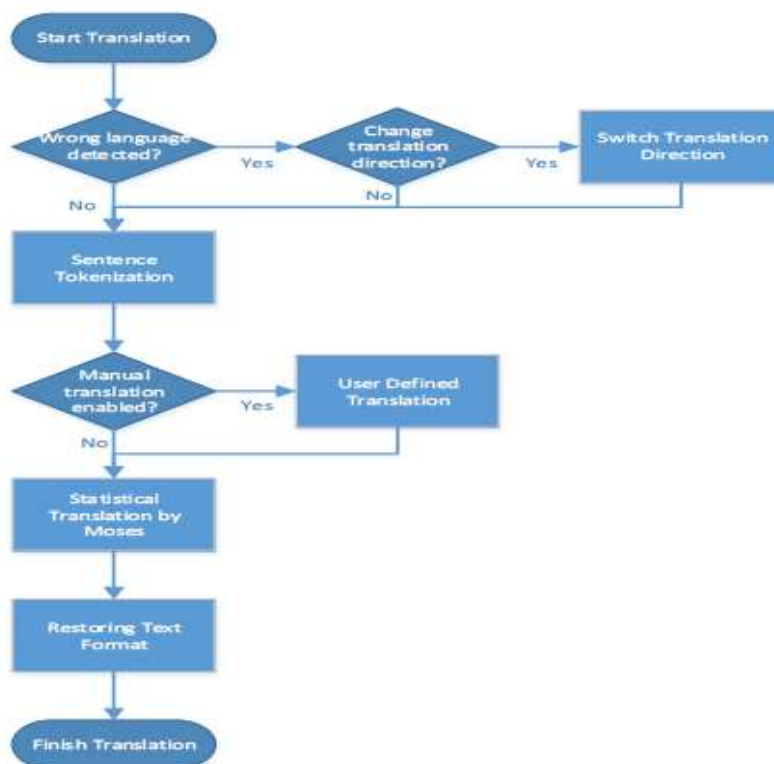 Start Translation
Wrong language
detected?
Yes
Change
translation
direction?
Yes
Switch Translation
Direction
No
No
Sentence
Tokenization
Manual
translation
enabled?
Yes
User Defined
Translation
No
Statistical
Translation by
Moses
Restoring Text
Format
Finish Translation